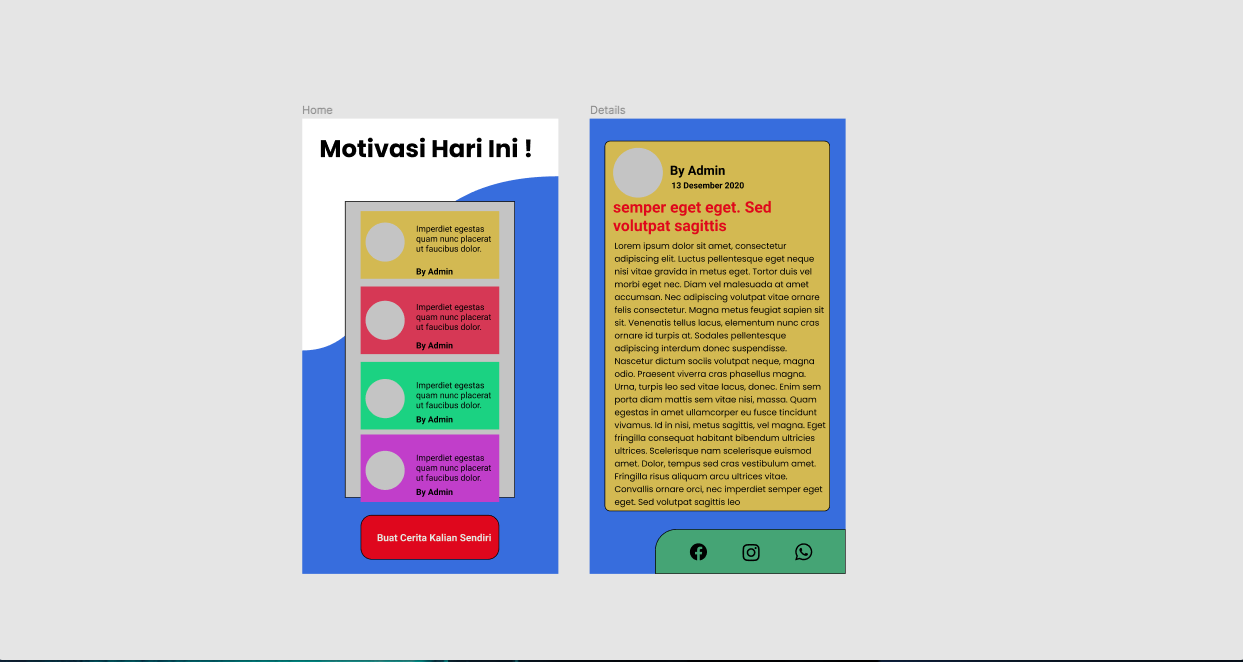 Home
Motivasi Hari Ini !
Imperdiet egestas
quam nunc placerat
ut faucibus dolor.
By Admin
Imperdiet egestas
quam nunc placerat
ut faucibus dolor.
By Admin
Imperdiet egestas
quam nunc placerat
ut faucibus dolor.
By Admin
Imperdiet egestas
quam nunc placerat
ut faucibus dolor.
By Admin
Buat Cerita Kalian Sendiri
Details
By Admin
13 Desember 2020
semper eget eget. Sed
volutpat sagittis
Lorem ipsum dolor sit amet, consectetur
adipiscing elit. Luctus pellentesque eget neque
nisi vitae gravida in metus eget. Tortor duis vel
morbi eget nec. Diam vel malesuada at amet
accumsan. Nec adipiscing volutpat vitae ornare
felis consectetur. Magna metus feugiat sapien sit
sit. Venenatis tellus lacus, elementum nunc cras
ornare id turpis at. Sodales pellentesque
adipiscing interdum donec suspendisse.
Nascetur dictum sociis volutpat neque, magna
odio. Praesent viverra cras phasellus magna.
Urna, turpis leo sed vitae lacus, donec. Enim sem
porta diam mattis sem vitae nisi, massa. Quam
egestas in amet ullamcorper eu fusce tincidunt
vivamus. Id in nisi, metus sagittis, vel magna. Eget
fringilla consequat habitant bibendum ultricies
ultrices. Scelerisque nam scelerisque euismod
amet. Dolor, tempus sed cras vestibulum amet.
Fringilla risus aliquam arcu ultrices vitae.
Convallis ornare orci, nec imperdiet semper eget
eget. Sed volutpat sagittis leo